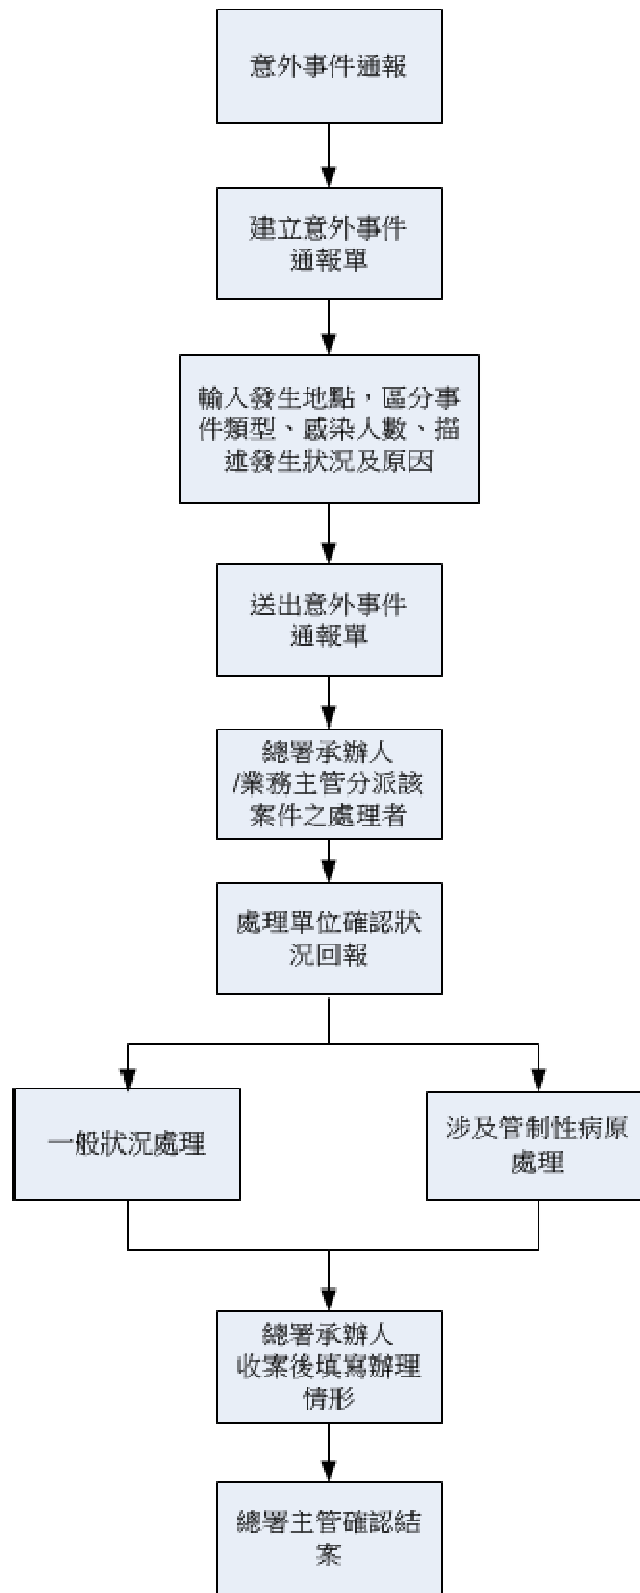 意外事件通報
建立意外事件
通報單
輸入發生地點，區分事
件類型、感染人數、描
述發生狀況及原因
送出意外事件
通報單
總署承辦人
/業務主管分派該
案件之處理者
處理單位確認狀
況回報
一般狀況處理
涉及管制性病原
處理
總署承辦人
收案後填寫辦理
情形
總署主管確認結
案